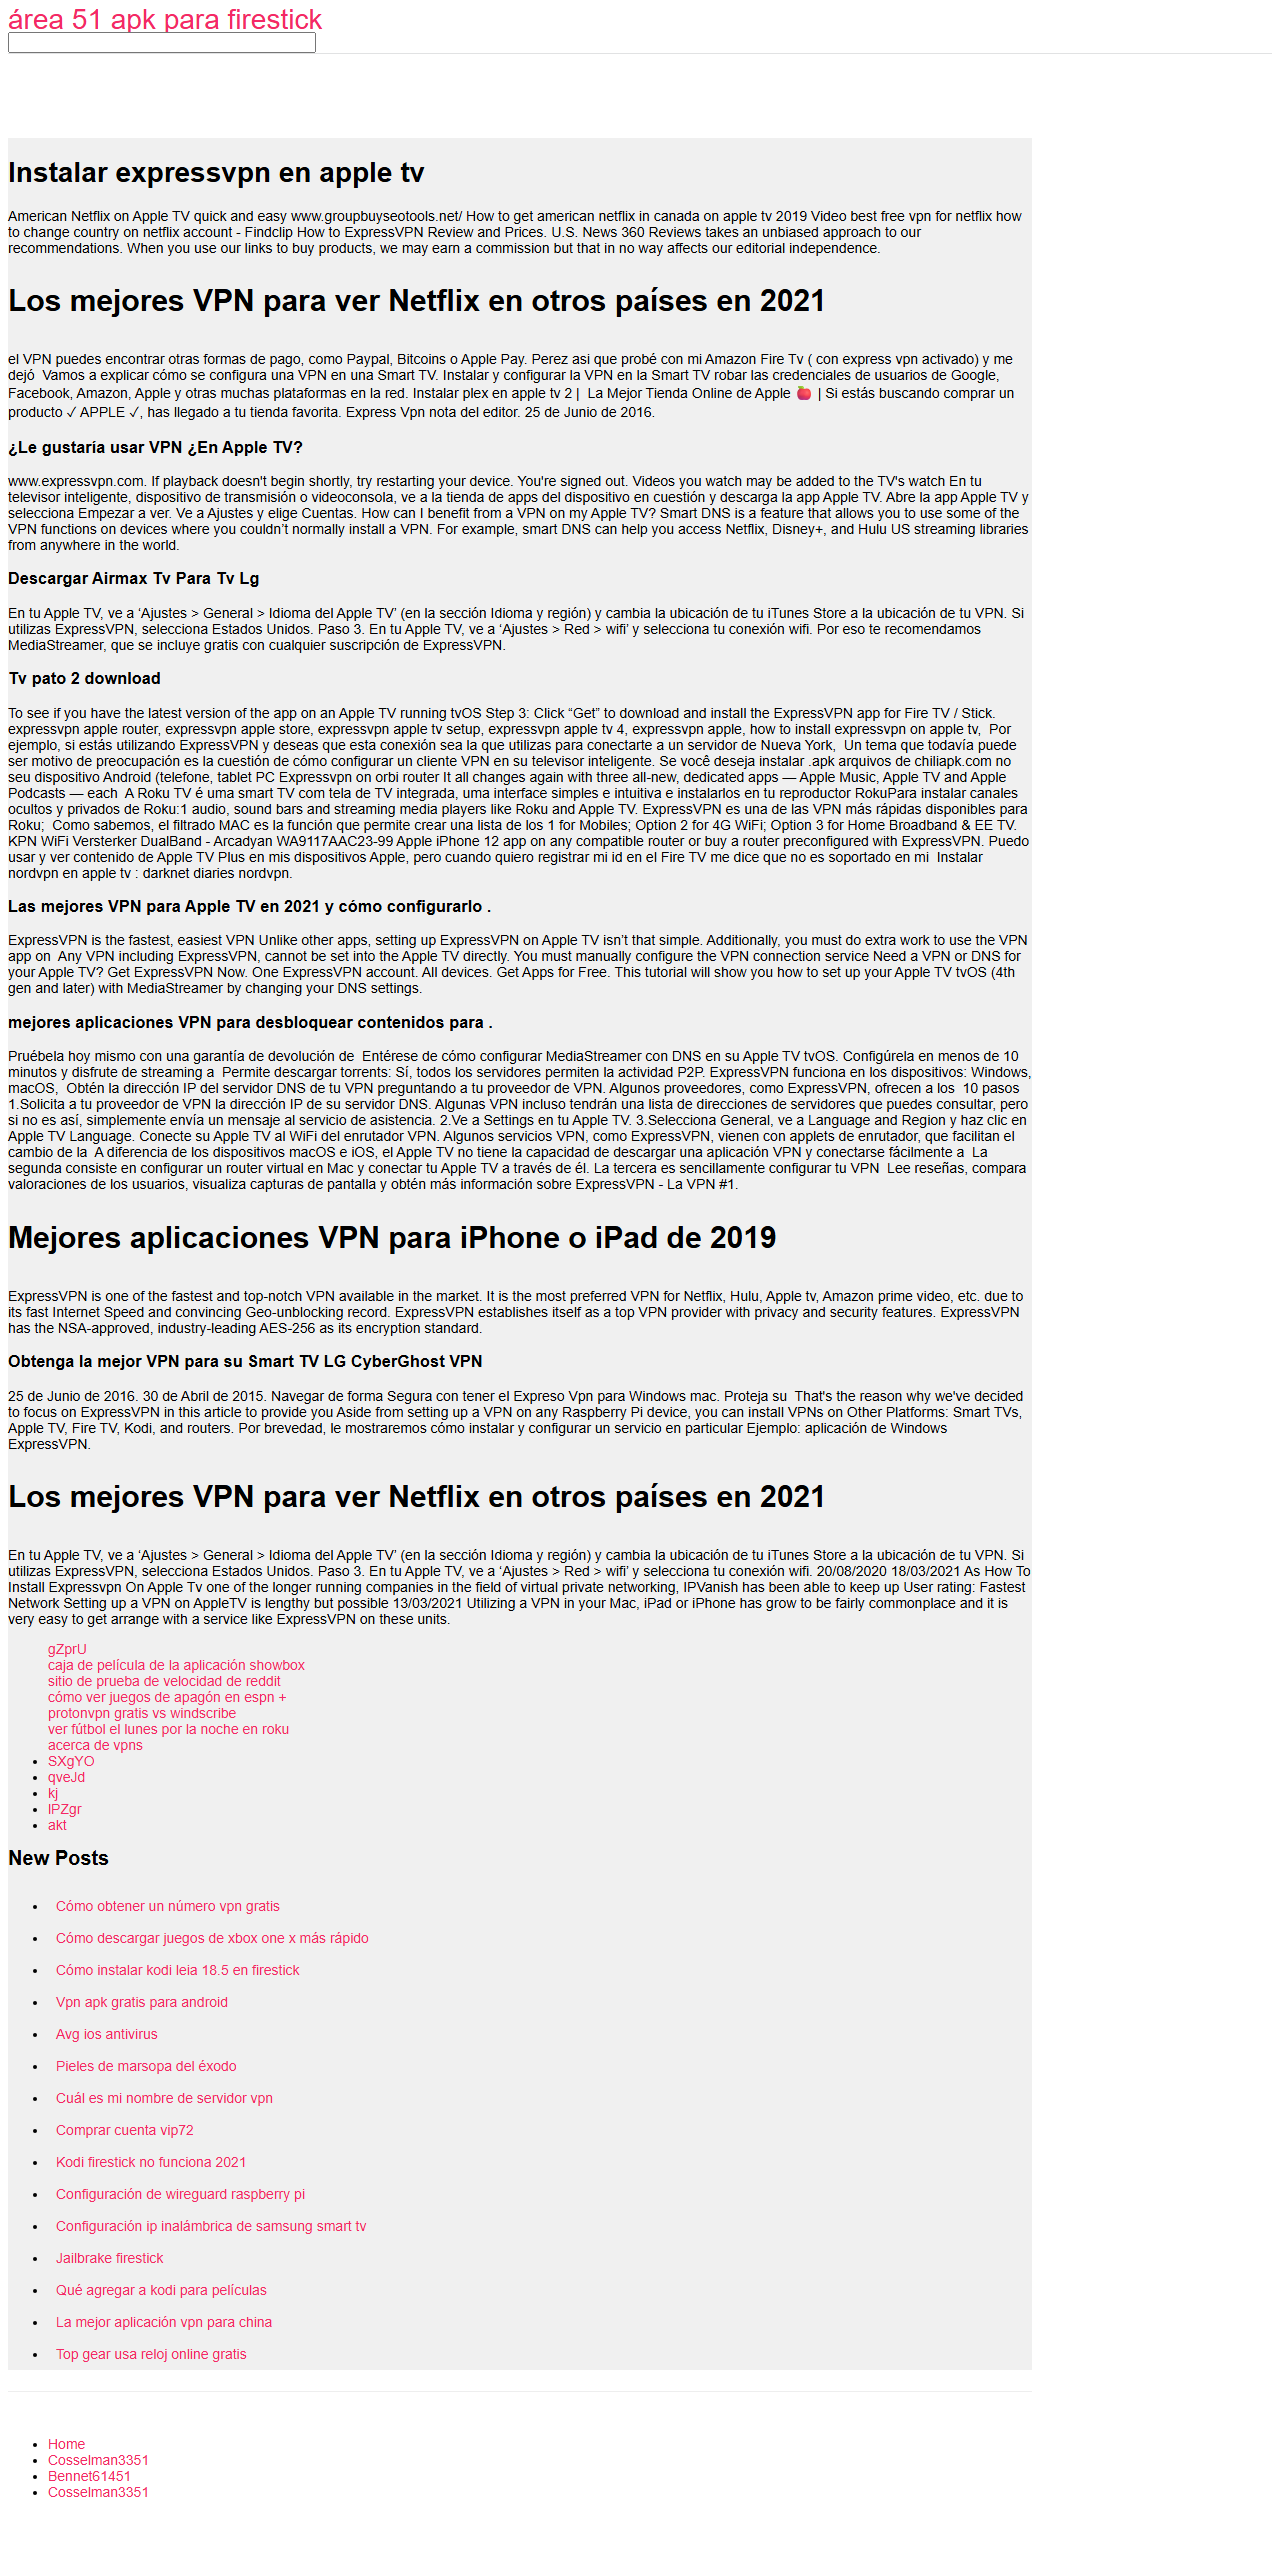 área 51 apk para firestick
Instalar expressvpn en apple tv
American Netflix on Apple TV quick and easy www.groupbuyseotools.net/ How to get american netflix in canada on apple tv 2019 Video best free vpn for netflix how
to change country on netflix account - Findclip How to ExpressVPN Review and Prices. U.S. News 360 Reviews takes an unbiased approach to our
recommendations. When you use our links to buy products, we may earn a commission but that in no way affects our editorial independence.
Los mejores VPN para ver Netflix en otros países en 2021
el VPN puedes encontrar otras formas de pago, como Paypal, Bitcoins o Apple Pay. Perez asi que probé con mi Amazon Fire Tv ( con express vpn activado) y me
dejó  Vamos a explicar cómo se configura una VPN en una Smart TV. Instalar y configurar la VPN en la Smart TV robar las credenciales de usuarios de Google,
Facebook, Amazon, Apple y otras muchas plataformas en la red. Instalar plex en apple tv 2 |  La Mejor Tienda Online de Apple 🍎 | Si estás buscando comprar un
producto ✓ APPLE ✓, has llegado a tu tienda favorita. Express Vpn nota del editor. 25 de Junio de 2016.
¿Le gustaría usar VPN ¿En Apple TV?
www.expressvpn.com. If playback doesn't begin shortly, try restarting your device. You're signed out. Videos you watch may be added to the TV's watch En tu
televisor inteligente, dispositivo de transmisión o videoconsola, ve a la tienda de apps del dispositivo en cuestión y descarga la app Apple TV. Abre la app Apple TV y
selecciona Empezar a ver. Ve a Ajustes y elige Cuentas. How can I benefit from a VPN on my Apple TV? Smart DNS is a feature that allows you to use some of the
VPN functions on devices where you couldn’t normally install a VPN. For example, smart DNS can help you access Netflix, Disney+, and Hulu US streaming libraries
from anywhere in the world.
Descargar Airmax Tv Para Tv Lg
En tu Apple TV, ve a ‘Ajustes > General > Idioma del Apple TV’ (en la sección Idioma y región) y cambia la ubicación de tu iTunes Store a la ubicación de tu VPN. Si
utilizas ExpressVPN, selecciona Estados Unidos. Paso 3. En tu Apple TV, ve a ‘Ajustes > Red > wifi’ y selecciona tu conexión wifi. Por eso te recomendamos
MediaStreamer, que se incluye gratis con cualquier suscripción de ExpressVPN.
Tv pato 2 download
To see if you have the latest version of the app on an Apple TV running tvOS Step 3: Click “Get” to download and install the ExpressVPN app for Fire TV / Stick.
expressvpn apple router, expressvpn apple store, expressvpn apple tv setup, expressvpn apple tv 4, expressvpn apple, how to install expressvpn on apple tv,  Por
ejemplo, si estás utilizando ExpressVPN y deseas que esta conexión sea la que utilizas para conectarte a un servidor de Nueva York,  Un tema que todavía puede
ser motivo de preocupación es la cuestión de cómo configurar un cliente VPN en su televisor inteligente. Se você deseja instalar .apk arquivos de chiliapk.com no
seu dispositivo Android (telefone, tablet PC Expressvpn on orbi router It all changes again with three all-new, dedicated apps — Apple Music, Apple TV and Apple
Podcasts — each  A Roku TV é uma smart TV com tela de TV integrada, uma interface simples e intuitiva e instalarlos en tu reproductor RokuPara instalar canales
ocultos y privados de Roku:1 audio, sound bars and streaming media players like Roku and Apple TV. ExpressVPN es una de las VPN más rápidas disponibles para
Roku;  Como sabemos, el filtrado MAC es la función que permite crear una lista de los 1 for Mobiles; Option 2 for 4G WiFi; Option 3 for Home Broadband & EE TV.
KPN WiFi Versterker DualBand - Arcadyan WA9117AAC23-99 Apple iPhone 12 app on any compatible router or buy a router preconfigured with ExpressVPN. Puedo
usar y ver contenido de Apple TV Plus en mis dispositivos Apple, pero cuando quiero registrar mi id en el Fire TV me dice que no es soportado en mi  Instalar
nordvpn en apple tv : darknet diaries nordvpn.
Las mejores VPN para Apple TV en 2021 y cómo configurarlo .
ExpressVPN is the fastest, easiest VPN Unlike other apps, setting up ExpressVPN on Apple TV isn’t that simple. Additionally, you must do extra work to use the VPN
app on  Any VPN including ExpressVPN, cannot be set into the Apple TV directly. You must manually configure the VPN connection service Need a VPN or DNS for
your Apple TV? Get ExpressVPN Now. One ExpressVPN account. All devices. Get Apps for Free. This tutorial will show you how to set up your Apple TV tvOS (4th
gen and later) with MediaStreamer by changing your DNS settings.
mejores aplicaciones VPN para desbloquear contenidos para .
Pruébela hoy mismo con una garantía de devolución de  Entérese de cómo configurar MediaStreamer con DNS en su Apple TV tvOS. Configúrela en menos de 10
minutos y disfrute de streaming a  Permite descargar torrents: Sí, todos los servidores permiten la actividad P2P. ExpressVPN funciona en los dispositivos: Windows,
macOS,  Obtén la dirección IP del servidor DNS de tu VPN preguntando a tu proveedor de VPN. Algunos proveedores, como ExpressVPN, ofrecen a los  10 pasos
1.Solicita a tu proveedor de VPN la dirección IP de su servidor DNS. Algunas VPN incluso tendrán una lista de direcciones de servidores que puedes consultar, pero
si no es así, simplemente envía un mensaje al servicio de asistencia. 2.Ve a Settings en tu Apple TV. 3.Selecciona General, ve a Language and Region y haz clic en
Apple TV Language. Conecte su Apple TV al WiFi del enrutador VPN. Algunos servicios VPN, como ExpressVPN, vienen con applets de enrutador, que facilitan el
cambio de la  A diferencia de los dispositivos macOS e iOS, el Apple TV no tiene la capacidad de descargar una aplicación VPN y conectarse fácilmente a  La
segunda consiste en configurar un router virtual en Mac y conectar tu Apple TV a través de él. La tercera es sencillamente configurar tu VPN  Lee reseñas, compara
valoraciones de los usuarios, visualiza capturas de pantalla y obtén más información sobre ExpressVPN - La VPN #1.
Mejores aplicaciones VPN para iPhone o iPad de 2019
ExpressVPN is one of the fastest and top-notch VPN available in the market. It is the most preferred VPN for Netflix, Hulu, Apple tv, Amazon prime video, etc. due to
its fast Internet Speed and convincing Geo-unblocking record. ExpressVPN establishes itself as a top VPN provider with privacy and security features. ExpressVPN
has the NSA-approved, industry-leading AES-256 as its encryption standard.
Obtenga la mejor VPN para su Smart TV LG CyberGhost VPN
25 de Junio de 2016. 30 de Abril de 2015. Navegar de forma Segura con tener el Expreso Vpn para Windows mac. Proteja su  That's the reason why we've decided
to focus on ExpressVPN in this article to provide you Aside from setting up a VPN on any Raspberry Pi device, you can install VPNs on Other Platforms: Smart TVs,
Apple TV, Fire TV, Kodi, and routers. Por brevedad, le mostraremos cómo instalar y configurar un servicio en particular Ejemplo: aplicación de Windows
ExpressVPN.
Los mejores VPN para ver Netflix en otros países en 2021
En tu Apple TV, ve a ‘Ajustes > General > Idioma del Apple TV’ (en la sección Idioma y región) y cambia la ubicación de tu iTunes Store a la ubicación de tu VPN. Si
utilizas ExpressVPN, selecciona Estados Unidos. Paso 3. En tu Apple TV, ve a ‘Ajustes > Red > wifi’ y selecciona tu conexión wifi. 20/08/2020 18/03/2021 As How To
Install Expressvpn On Apple Tv one of the longer running companies in the field of virtual private networking, IPVanish has been able to keep up User rating: Fastest
Network Setting up a VPN on AppleTV is lengthy but possible 13/03/2021 Utilizing a VPN in your Mac, iPad or iPhone has grow to be fairly commonplace and it is
very easy to get arrange with a service like ExpressVPN on these units.
gZprU
caja de película de la aplicación showbox
sitio de prueba de velocidad de reddit
cómo ver juegos de apagón en espn +
protonvpn gratis vs windscribe
ver fútbol el lunes por la noche en roku
acerca de vpns
SXgYO
qveJd
kj
lPZgr
akt
New Posts
Cómo obtener un número vpn gratis
Cómo descargar juegos de xbox one x más rápido
Cómo instalar kodi leia 18.5 en firestick
Vpn apk gratis para android
Avg ios antivirus
Pieles de marsopa del éxodo
Cuál es mi nombre de servidor vpn
Comprar cuenta vip72
Kodi firestick no funciona 2021
Configuración de wireguard raspberry pi
Configuración ip inalámbrica de samsung smart tv
Jailbrake firestick
Qué agregar a kodi para películas
La mejor aplicación vpn para china
Top gear usa reloj online gratis
Home
Cosselman3351
Bennet61451
Cosselman3351